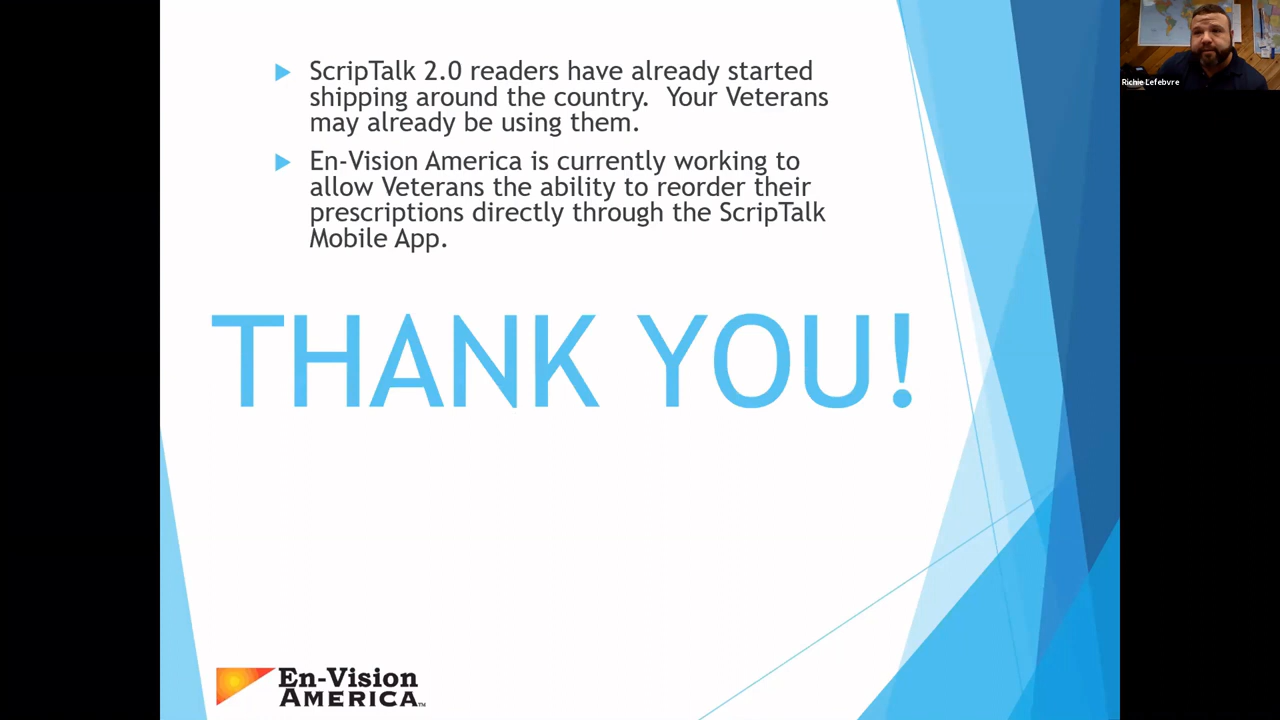 ScripTalk 2.0 readers have already started
shipping around the country.  Your Veterans
may already be using them.
En-Vision America is currently working to
allow Veterans the ability to reorder their
prescriptions directly through the ScripTalk
Mobile App.
THANK YOU!
En-Vision
AMERICA™
Richie Lefebvre